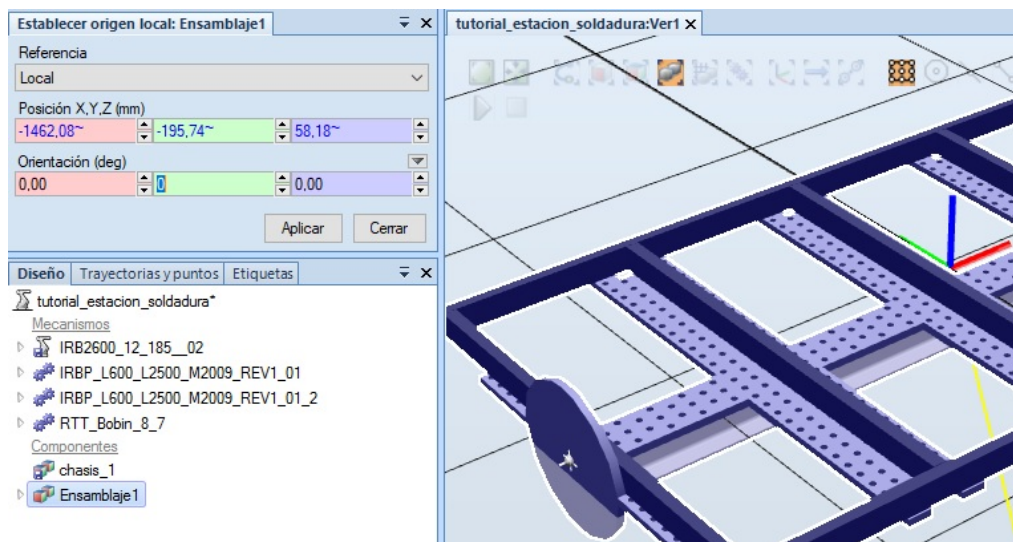 Establecer origen local: Ensamblaje1
Referencia
Local
Posición X,Y,Z (mm)
-1462,08~ -195,74~ 58,18~
Orientación (deg)
0,00 0 0,00
Aplicar Cerrar
Diseño Trayectorias y puntos Etiquetas
tutorial_estacion_soldadura*
Mecanismos
IRB2600_12_185__02
IRBP_L600_L2500_M2009_REV1_01
IRBP_L600_L2500_M2009_REV1_01_2
RTT_Bobin_8_7
Componentes
chasis_1
Ensamblaje1
tutorial_estacion_soldadura:Ver1